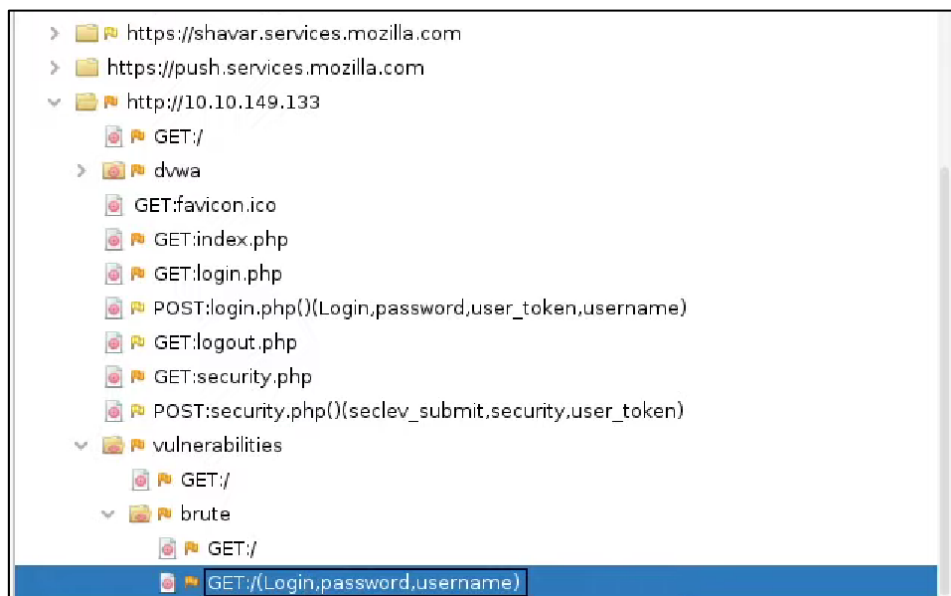 https://shavar.services.mozilla.com
https://push.services.mozilla.com
http://10.10.149.133
GET:/
dvwa
GET:favicon.ico
GET:index.php
GET:login.php
POST:login.php()(Login,password,user_token,username)
GET:logout.php
GET:security.php
POST:security.php()(seclev_submit,security,user_token)
vulnerabilities
GET:/
brute
GET:/
GET:/(Login,password,username)